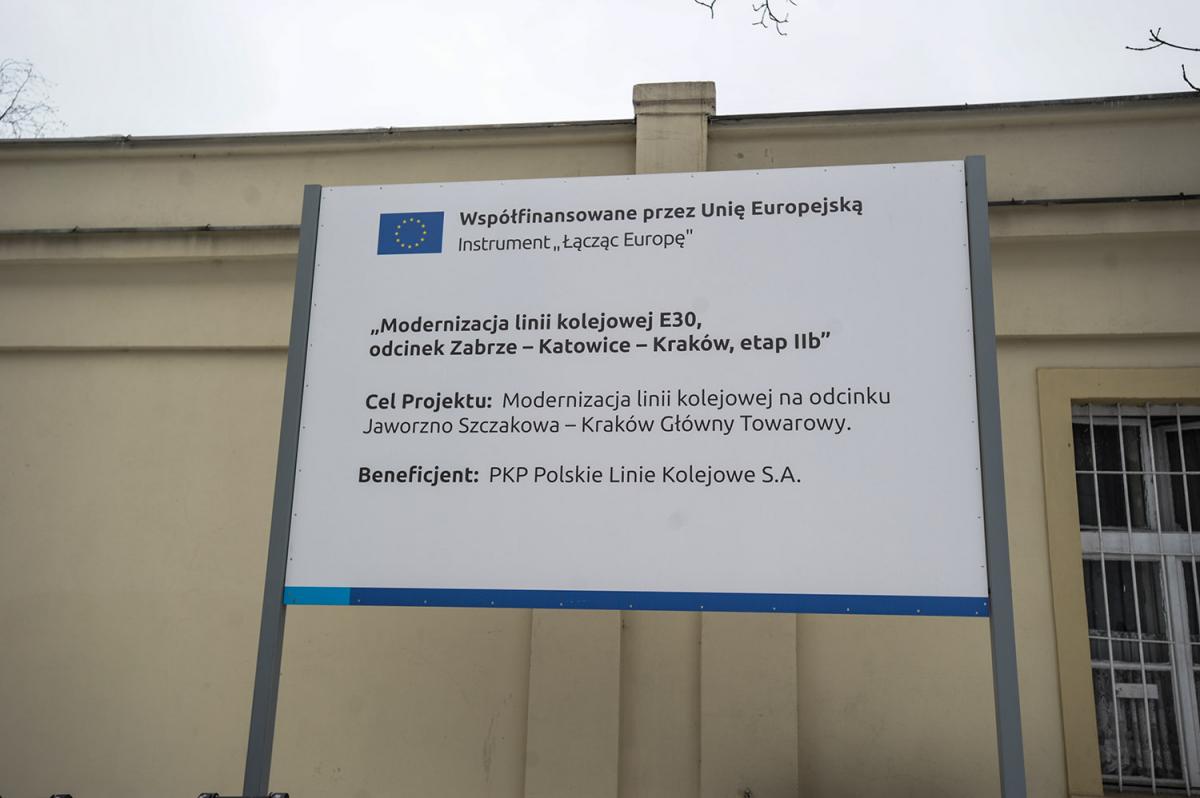 Współfinansowane przez Unię Europejską
Instrument „Łącząc Europę"
„Modernizacja linii kolejowej E30,
odcinek Zabrze – Katowice – Kraków, etap IIb”
Cel Projektu: Modernizacja linii kolejowej na odcinku
Jaworzno Szczakowa – Kraków Główny Towarowy.
Beneficjent: PKP Polskie Linie Kolejowe S.A.